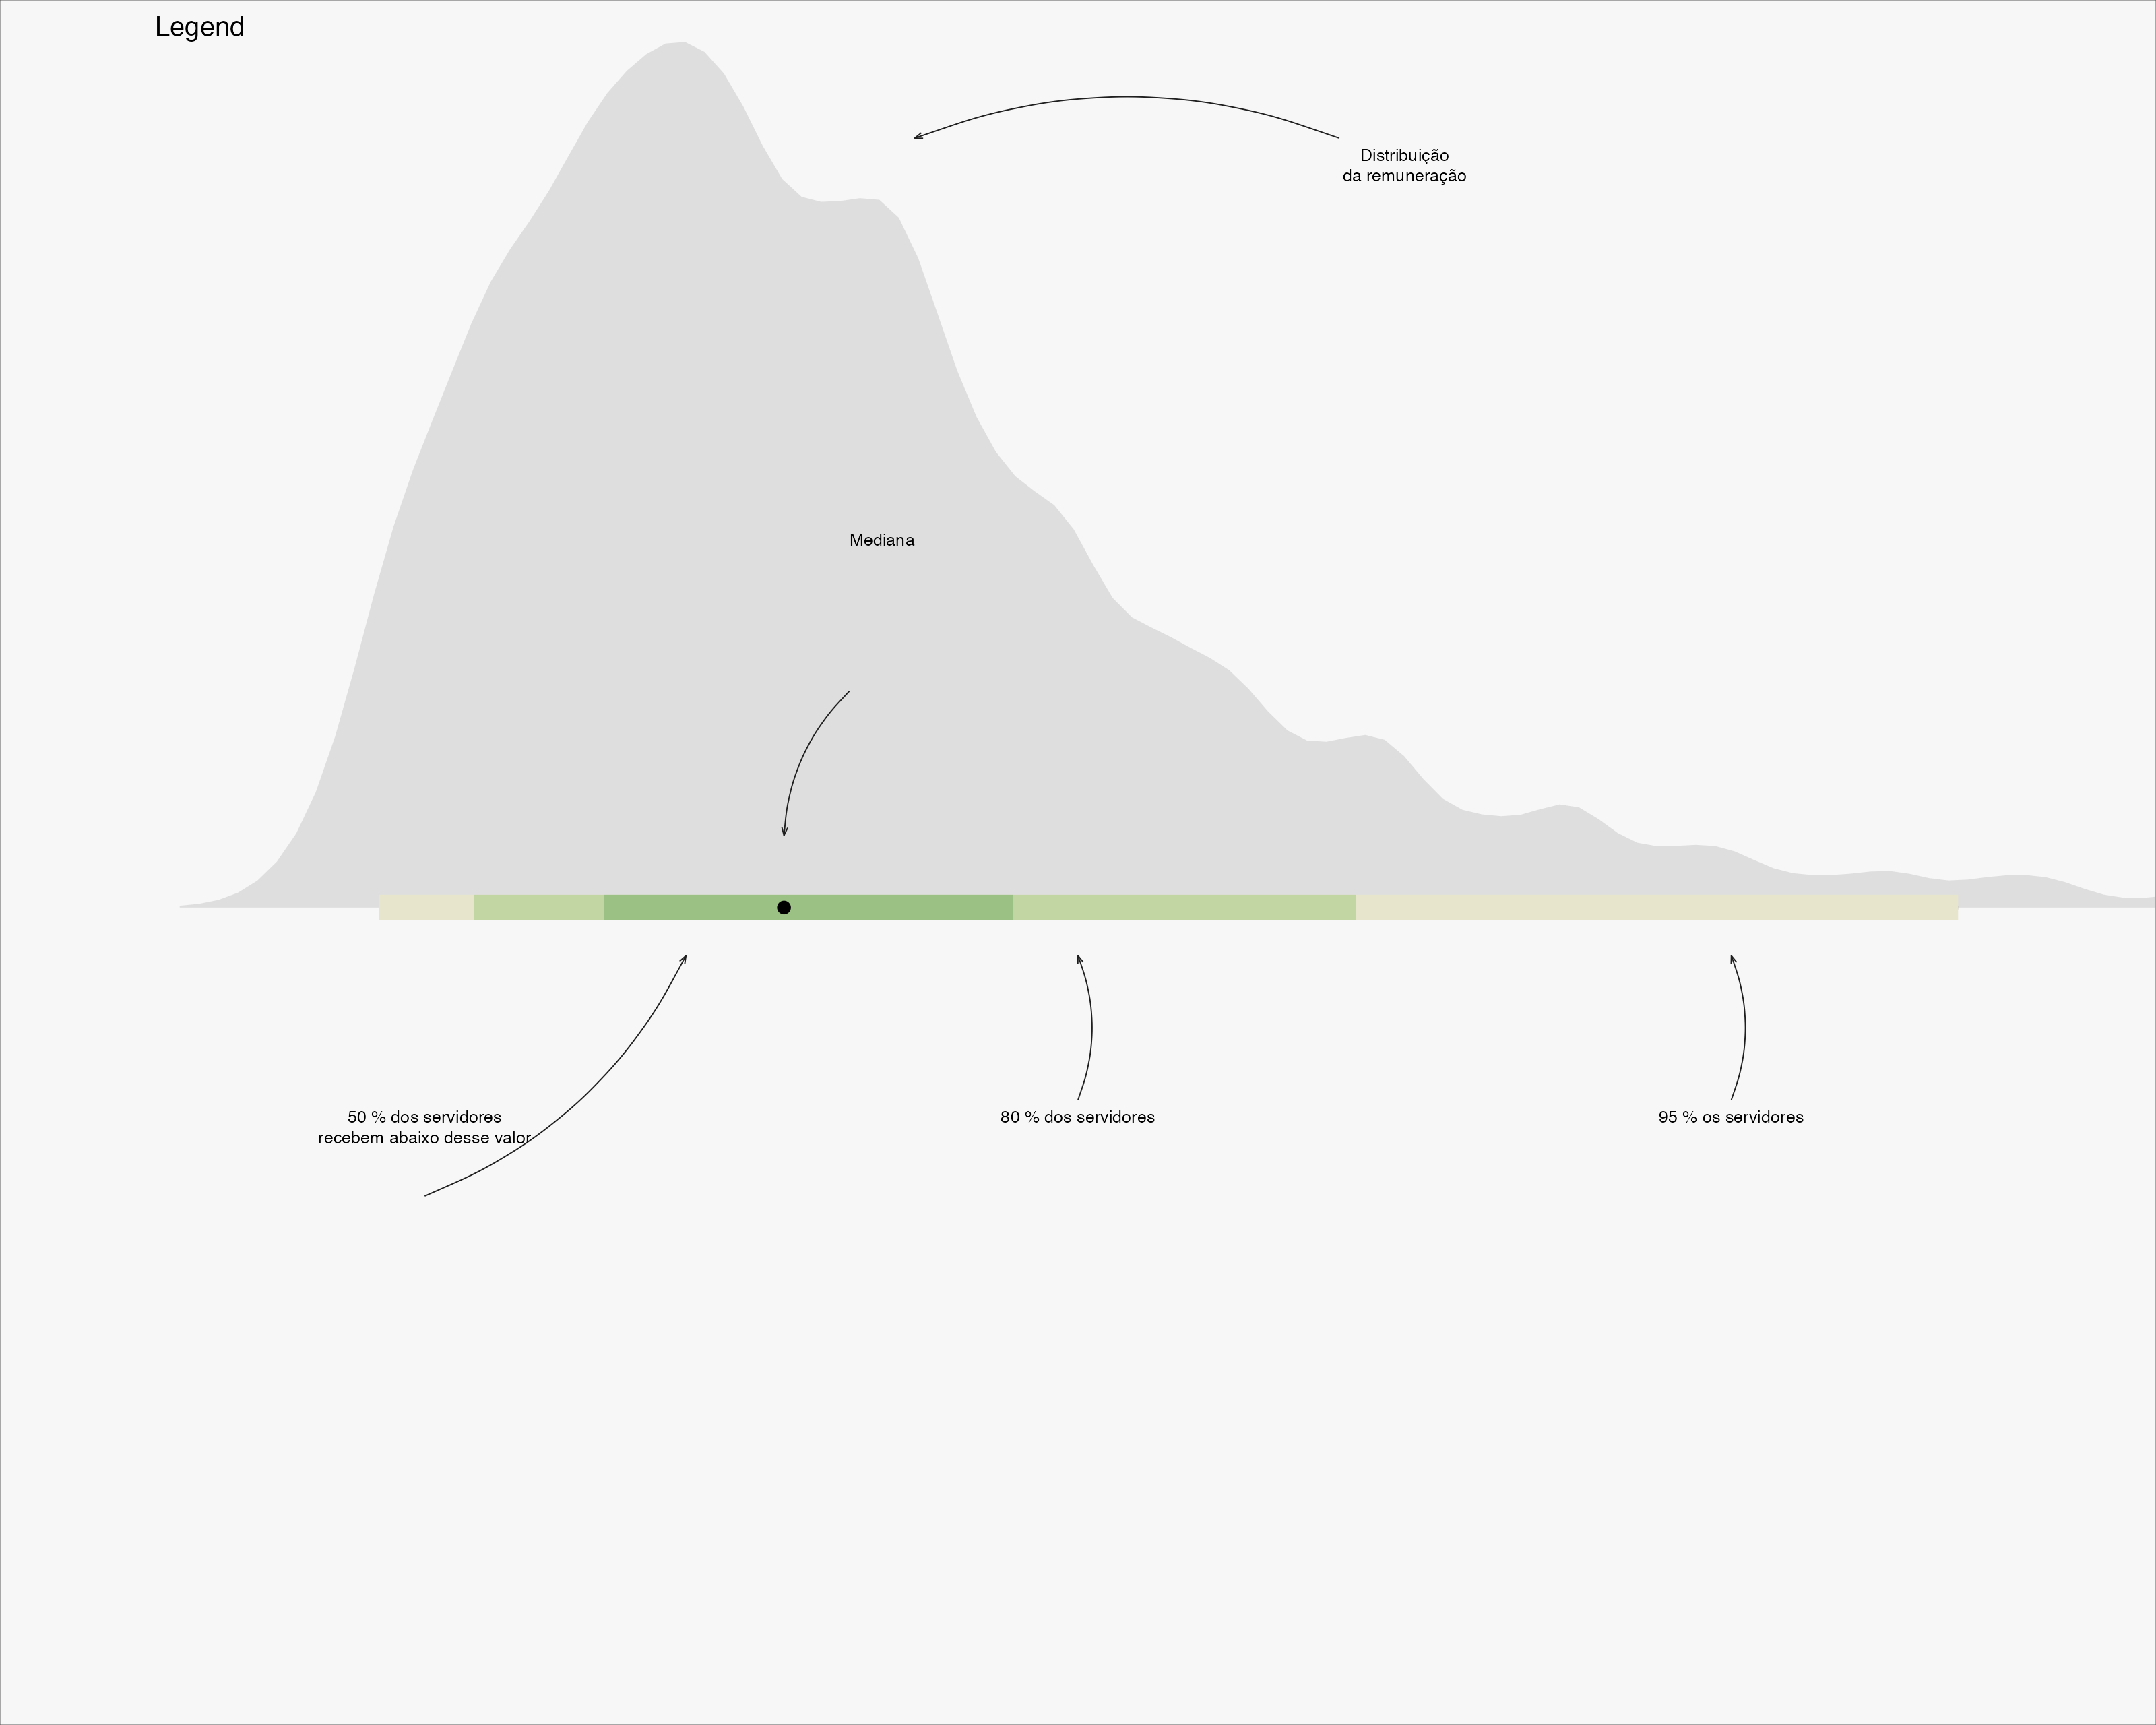 Legend
Distribuição
da remuneração
Mediana
50 % dos servidores
recebem abaixo desse valor
80 % dos servidores
95 % os servidores